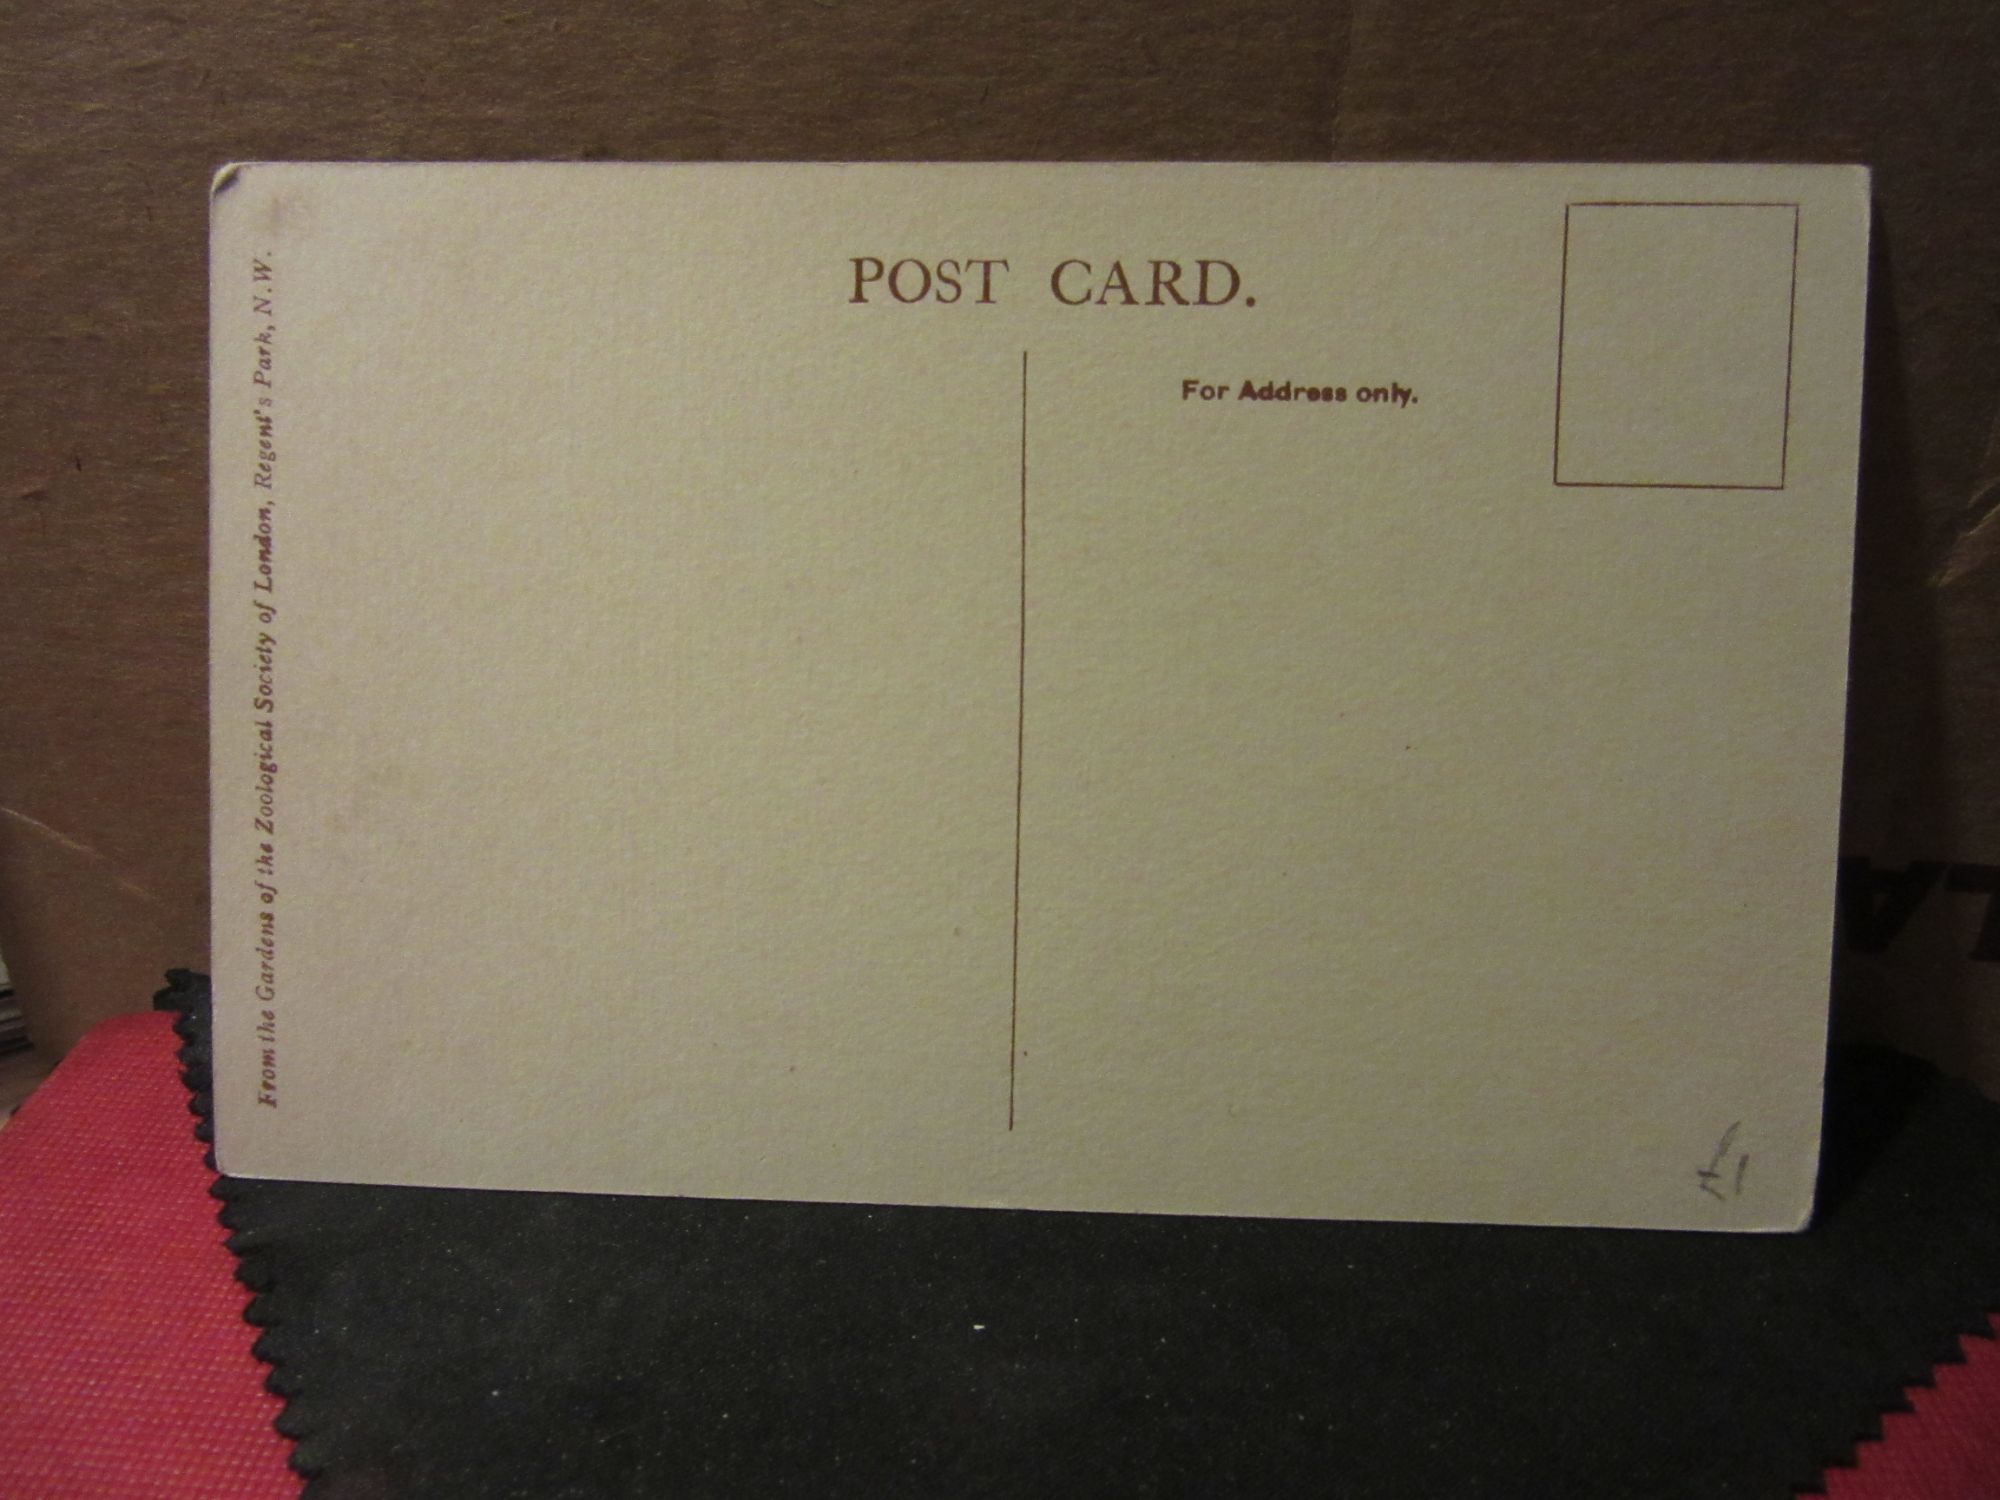 POST CARD.
For Address only.
From the Gardens of the Zoological Society of London, Regent's Park, N.W.